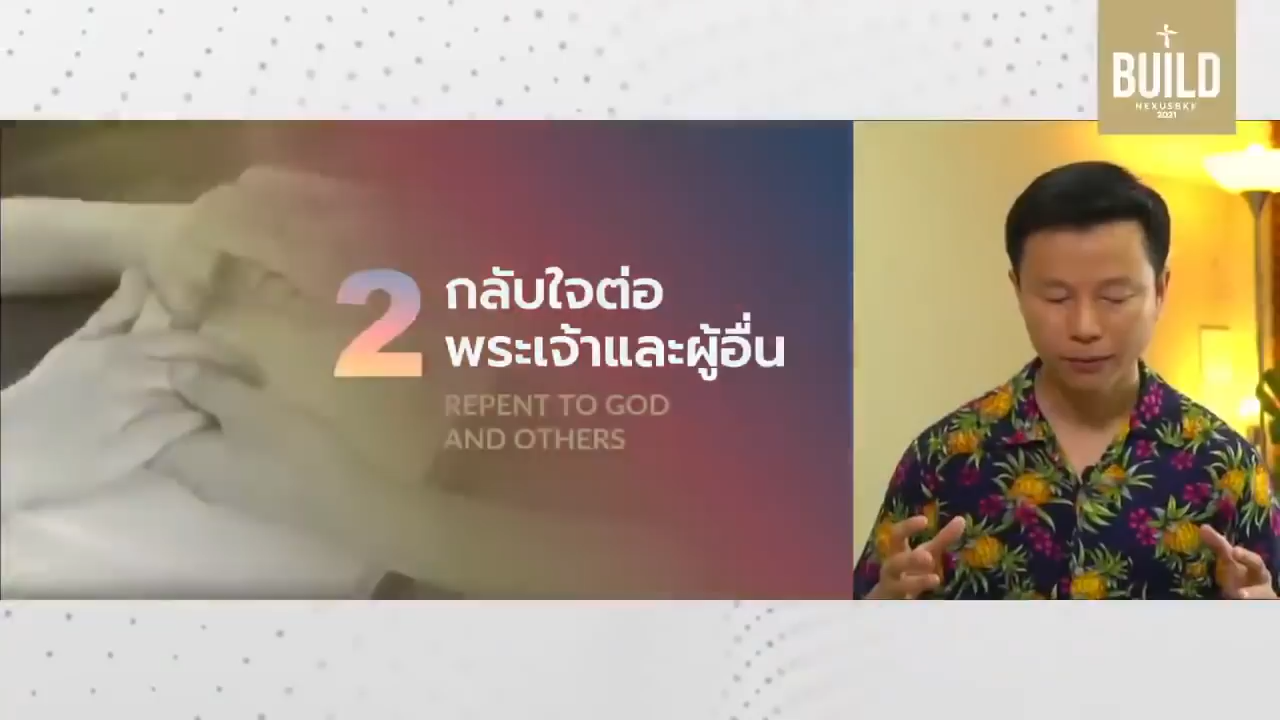 BUILD
NEXUSBKK
2021
2
กลับใจต่อ
พระเจ้าและผู้อื่น
REPENT TO GOD
AND OTHERS